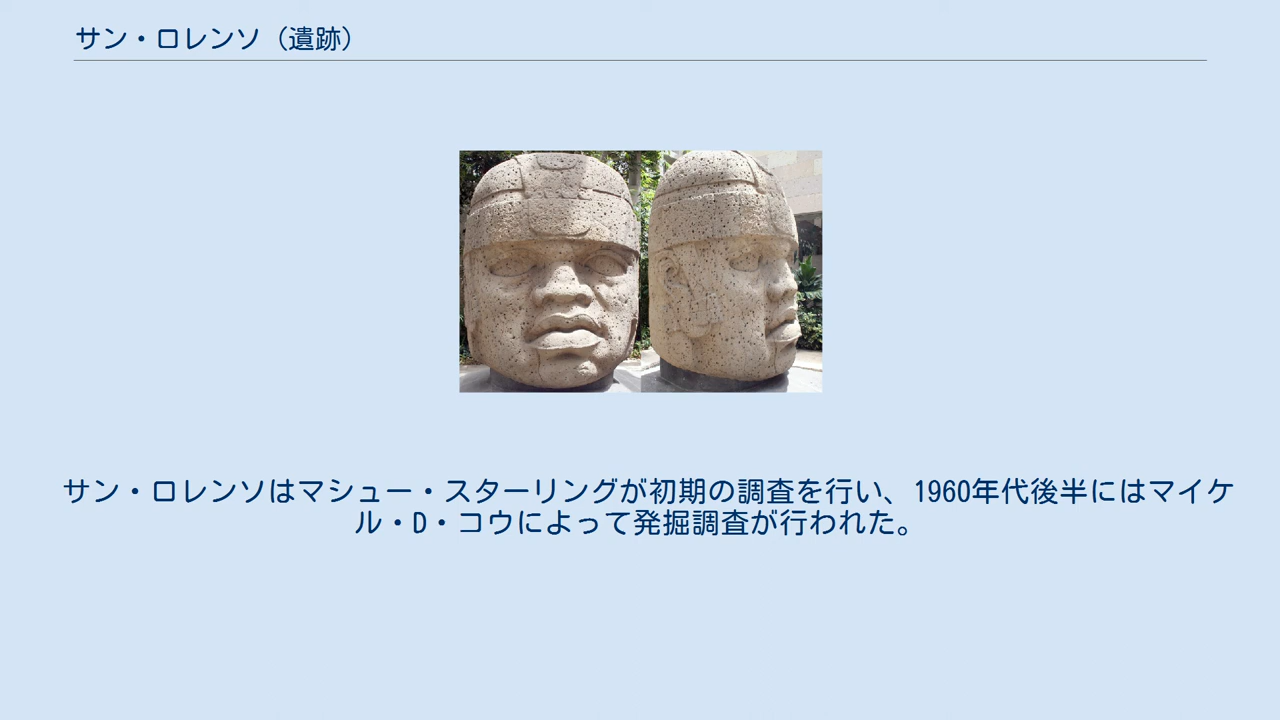 サン・ロレンソ（遺跡）
サン・ロレンソはマシュー・スターリングが初期の調査を行い、1960年代後半にはマイケ
ル・D・コウによって発掘調査が行われた。